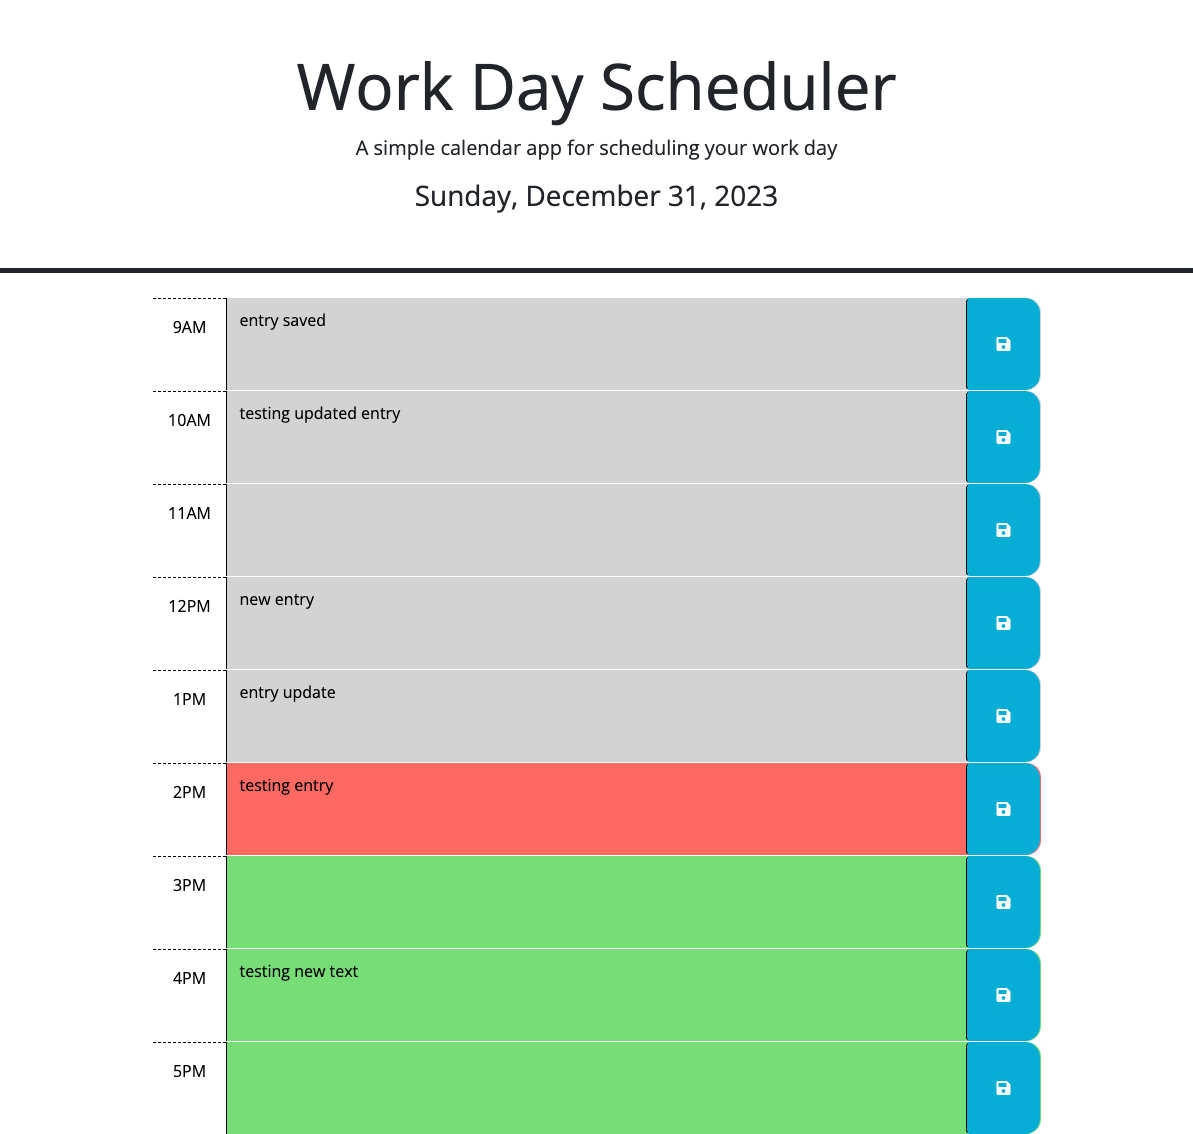 Work Day Scheduler
A simple calendar app for scheduling your work day
Sunday, December 31, 2023
9AM entry saved
10AM testing updated entry
11AM
12PM new entry
1PM entry update
2PM testing entry
3PM
4PM testing new text
5PM